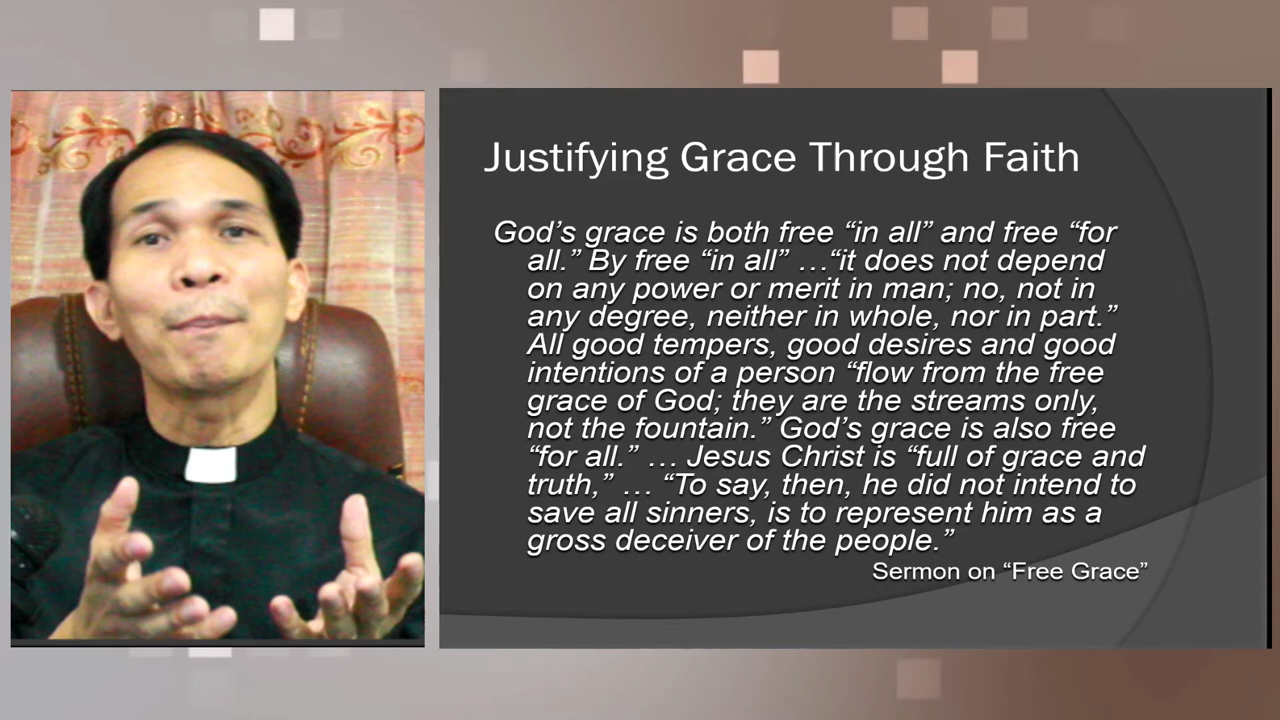 Justifying Grace Through Faith
God’s grace is both free “in all” and free “for
all.” By free “in all” …“it does not depend
on any power or merit in man; no, not in
any degree, neither in whole, nor in part.”
All good tempers, good desires and good
intentions of a person “flow from the free
grace of God; they are the streams only,
not the fountain.” God’s grace is also free
“for all.” … Jesus Christ is “full of grace and
truth,” … “To say, then, he did not intend to
save all sinners, is to represent him as a
gross deceiver of the people.”
Sermon on “Free Grace”